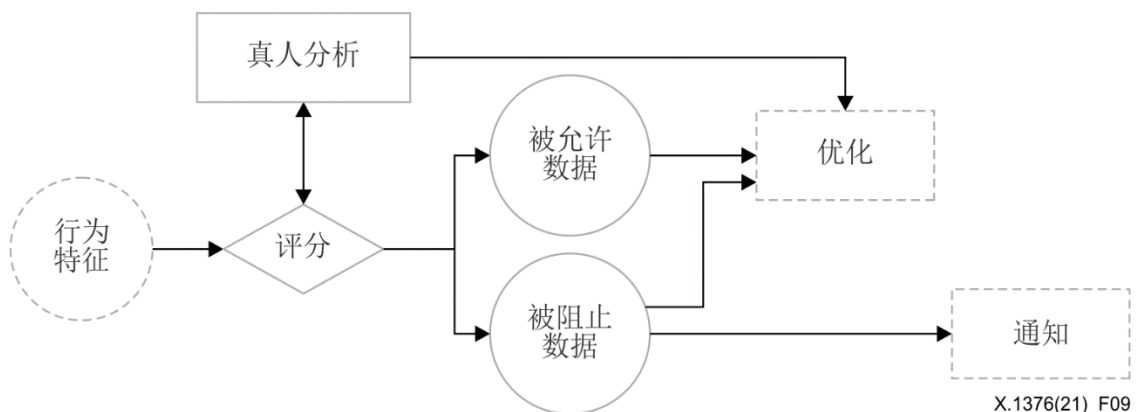 真人分析
被允许
数据
优化
行为
特征
评分
被阻止
数据
通知
X.1376(21)_F09